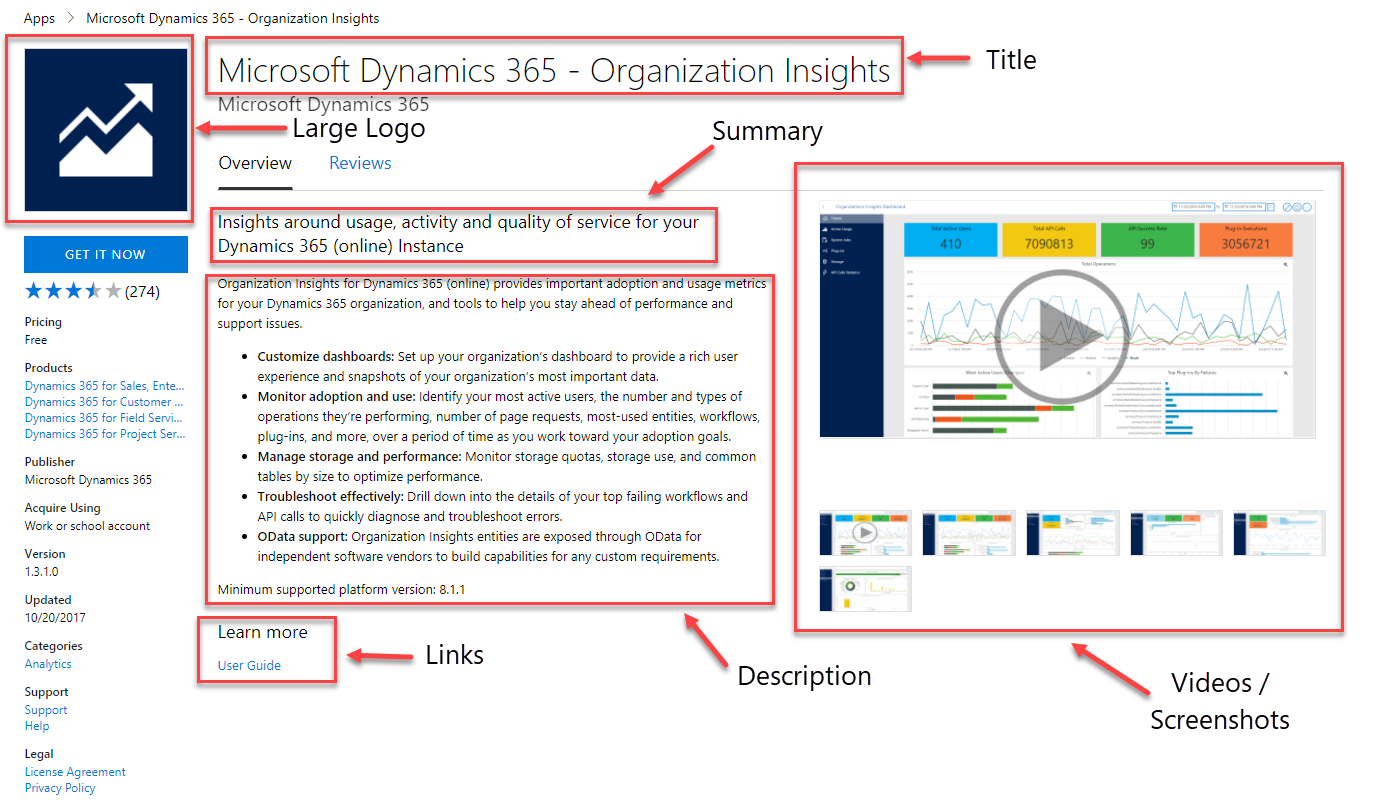 Apps > Microsoft Dynamics 365 - Organization Insights
Microsoft Dynamics 365 - Organization Insights
Title
Microsoft Dynamics 365
Large Logo
Summary
Overview Reviews
Insights around usage, activity and quality of service for your
Dynamics 365 (online) Instance
GET IT NOW
(274)
Pricing
Free
Products
Dynamics 365 for Sales, Ente...
Dynamics 365 for Customer ...
Dynamics 365 for Field Servi...
Dynamics 365 for Project Ser...
Publisher
Microsoft Dynamics 365
Acquire Using
Work or school account
Version
1.3.1.0
Updated
10/20/2017
Categories
Analytics
Support
Support
Help
Legal
License Agreement
Privacy Policy
Organization Insights for Dynamics 365 (online) provides important adoption and usage metrics
for your Dynamics 365 organization, and tools to help you stay ahead of performance and
support issues.
• Customize dashboards: Set up your organization's dashboard to provide a rich user
experience and snapshots of your organization's most important data.
• Monitor adoption and use: Identify your most active users, the number and types of
operations they're performing, number of page requests, most-used entities, workflows,
plug-ins, and more, over a period of time as you work toward your adoption goals.
• Manage storage and performance: Monitor storage quotas, storage use, and common
tables by size to optimize performance.
• Troubleshoot effectively: Drill down into the details of your top failing workflows and
API calls to quickly diagnose and troubleshoot errors.
• OData support: Organization Insights entities are exposed through OData for
independent software vendors to build capabilities for any custom requirements.
Minimum supported platform version: 8.1.1
Learn more
User Guide
Links
Description
Organizations Insights Dashboard
Home
Active Usage
System Jobs
Plug-ins
Storage
API Calls Statistics
Total Active Users
410
Total API Calls
7090813
API Success Rate
99
Plug-in Executions
3056721
Total Operations
Most Active Users
Top Plug-ins By Failures
Videos /
Screenshots